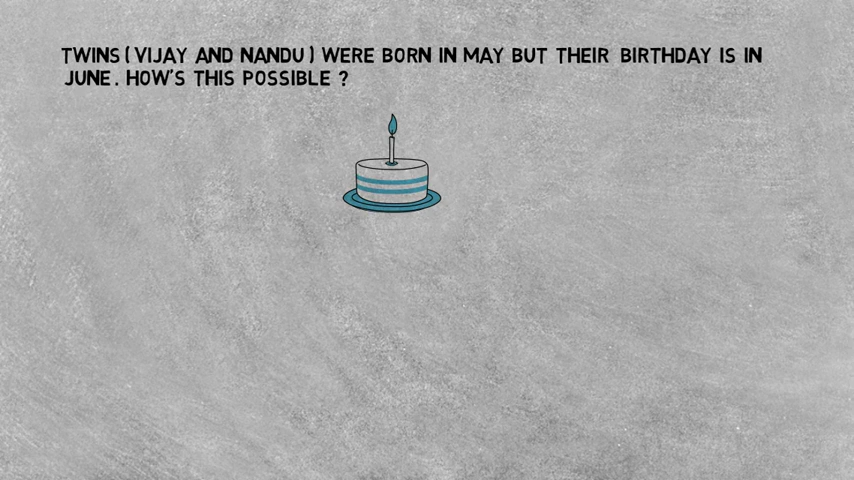 TWINS (VIJAY AND NANDU) WERE BORN IN MAY BUT THEIR BIRTHDAY IS IN
JUNE. HOW'S THIS POSSIBLE ?